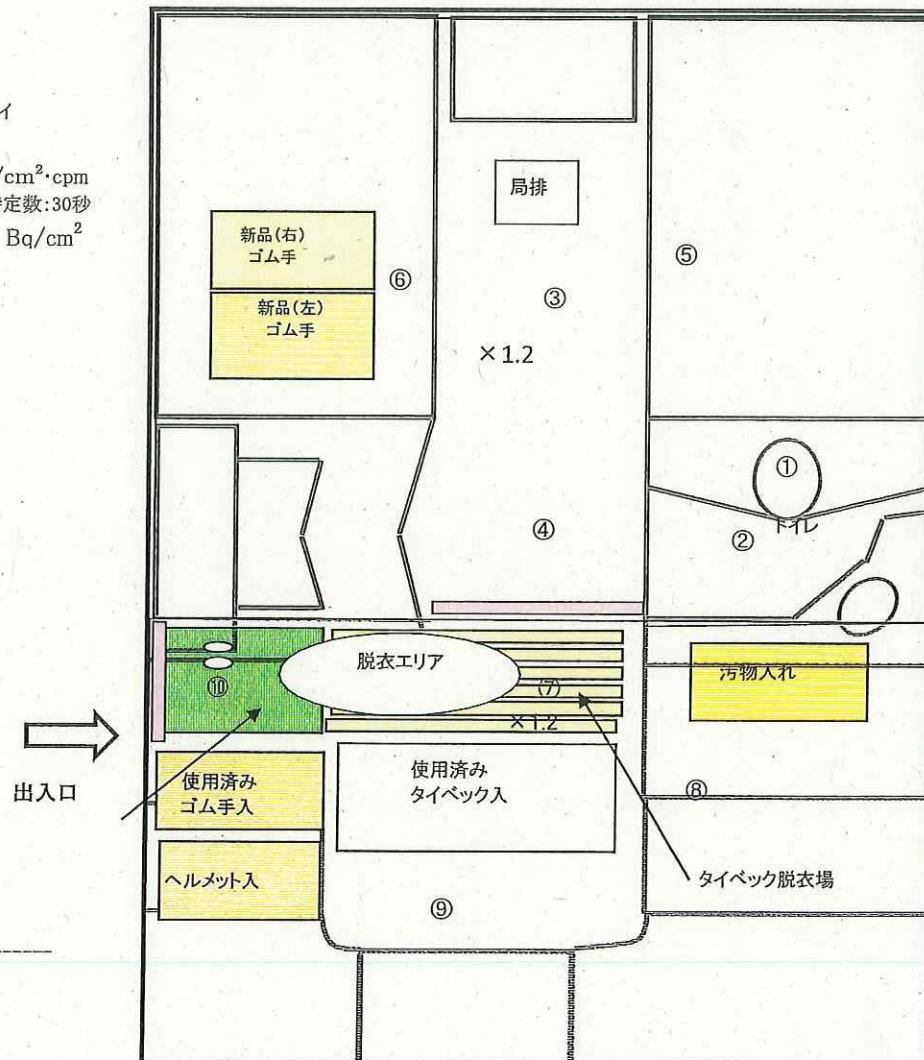 イ
/cm²・cpm
時定数:30秒
Bq/cm²
局排
新品(右)
ゴム手
⑥
新品(左)
ゴム手
③
⑤
×1.2
①
トイレ
②
④
脱衣エリア
⑩
(7)
×1.2
汚物入れ
出入口
使用済み
ゴム手入
使用済み
タイベック入
⑧
ヘルメット入
タイベック脱衣場
⑨